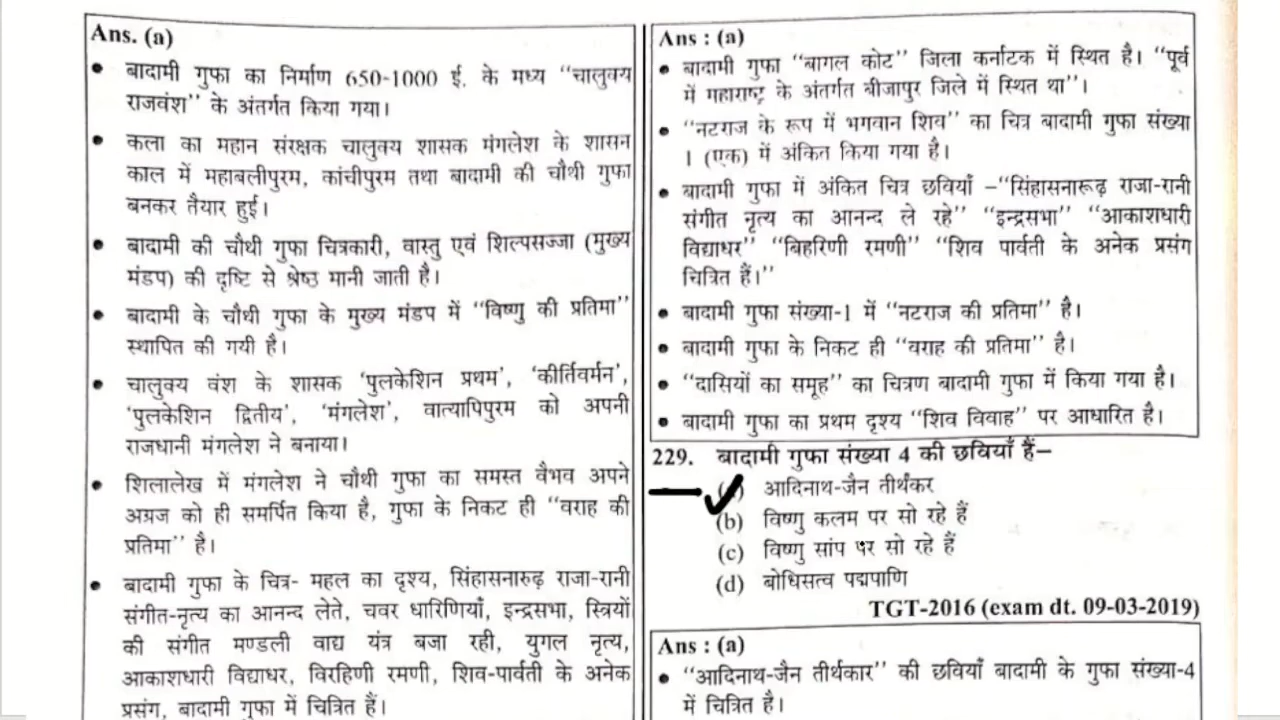 Ans. (a)
• बादामी गुफा का निर्माण 650-1000 ई. के मध्य “चालुक्य
राजवंश” के अंतर्गत किया गया।
• कला का महान संरक्षक चालुक्य शासक मंगलेश के शासन
काल में महाबलीपुरम, कांचीपुरम तथा बादामी की चौथी गुफा
बनकर तैयार हुई।
• बादामी की चौथी गुफा चित्रकारी, वास्तु एवं शिल्पसज्जा (मुख्य
मंडप) की दृष्टि से श्रेष्ठ मानी जाती है।
• बादामी के चौथी गुफा के मुख्य मंडप में “विष्णु की प्रतिमा”
स्थापित की गयी है।
• चालुक्य वंश के शासक ‘पुलकेशिन प्रथम’, ‘कीर्तिवर्मन’,
‘पुलकेशिन द्वितीय’, ‘मंगलेश’, वात्यापिपुरम को अपनी
राजधानी मंगलेश ने बनाया।
• शिलालेख में मंगलेश ने चौथी गुफा का समस्त वैभव अपने
अग्रज को ही समर्पित किया है, गुफा के निकट ही “वराह की
प्रतिमा” है।
• बादामी गुफा के चित्र- महल का दृश्य, सिंहासनारुढ़ राजा-रानी
संगीत-नृत्य का आनन्द लेते, चवर धारिणियाँ, इन्द्रसभा, स्त्रियों
की संगीत मण्डली वाद्य यंत्र बजा रही, युगल नृत्य,
आकाशधारी विद्याधर, विरहिणी रमणी, शिव-पार्वती के अनेक
प्रसंग, बादामी गुफा में चित्रित हैं।
Ans : (a)
• बादामी गुफा “बागल कोट” जिला कर्नाटक में स्थित है। “पूर्व
में महाराष्ट्र के अंतर्गत बीजापुर जिले में स्थित था”।
• “नटराज के रूप में भगवान शिव” का चित्र बादामी गुफा संख्या
1 (एक) में अंकित किया गया है।
• बादामी गुफा में अंकित चित्र छवियाँ –“सिंहासनारूढ़ राजा-रानी
संगीत नृत्य का आनन्द ले रहे” “इन्द्रसभा” “आकाशधारी
विद्याधर” “बिहरिणी रमणी” “शिव पार्वती के अनेक प्रसंग
चित्रित हैं।”
• बादामी गुफा संख्या-1 में “नटराज की प्रतिमा” है।
• बादामी गुफा के निकट ही “वराह की प्रतिमा” है।
• “दासियों का समूह” का चित्रण बादामी गुफा में किया गया है।
• बादामी गुफा का प्रथम दृश्य “शिव विवाह” पर आधारित है।
229. बादामी गुफा संख्या 4 की छवियाँ हैं–
(a) आदिनाथ-जैन तीर्थंकर
(b) विष्णु कलम पर सो रहे हैं
(c) विष्णु सांप पर सो रहे हैं
(d) बोधिसत्व पद्मपाणि
TGT-2016 (exam dt. 09-03-2019)
Ans : (a)
• “आदिनाथ-जैन तीर्थकार” की छवियाँ बादामी के गुफा संख्या-4
में चित्रित है।